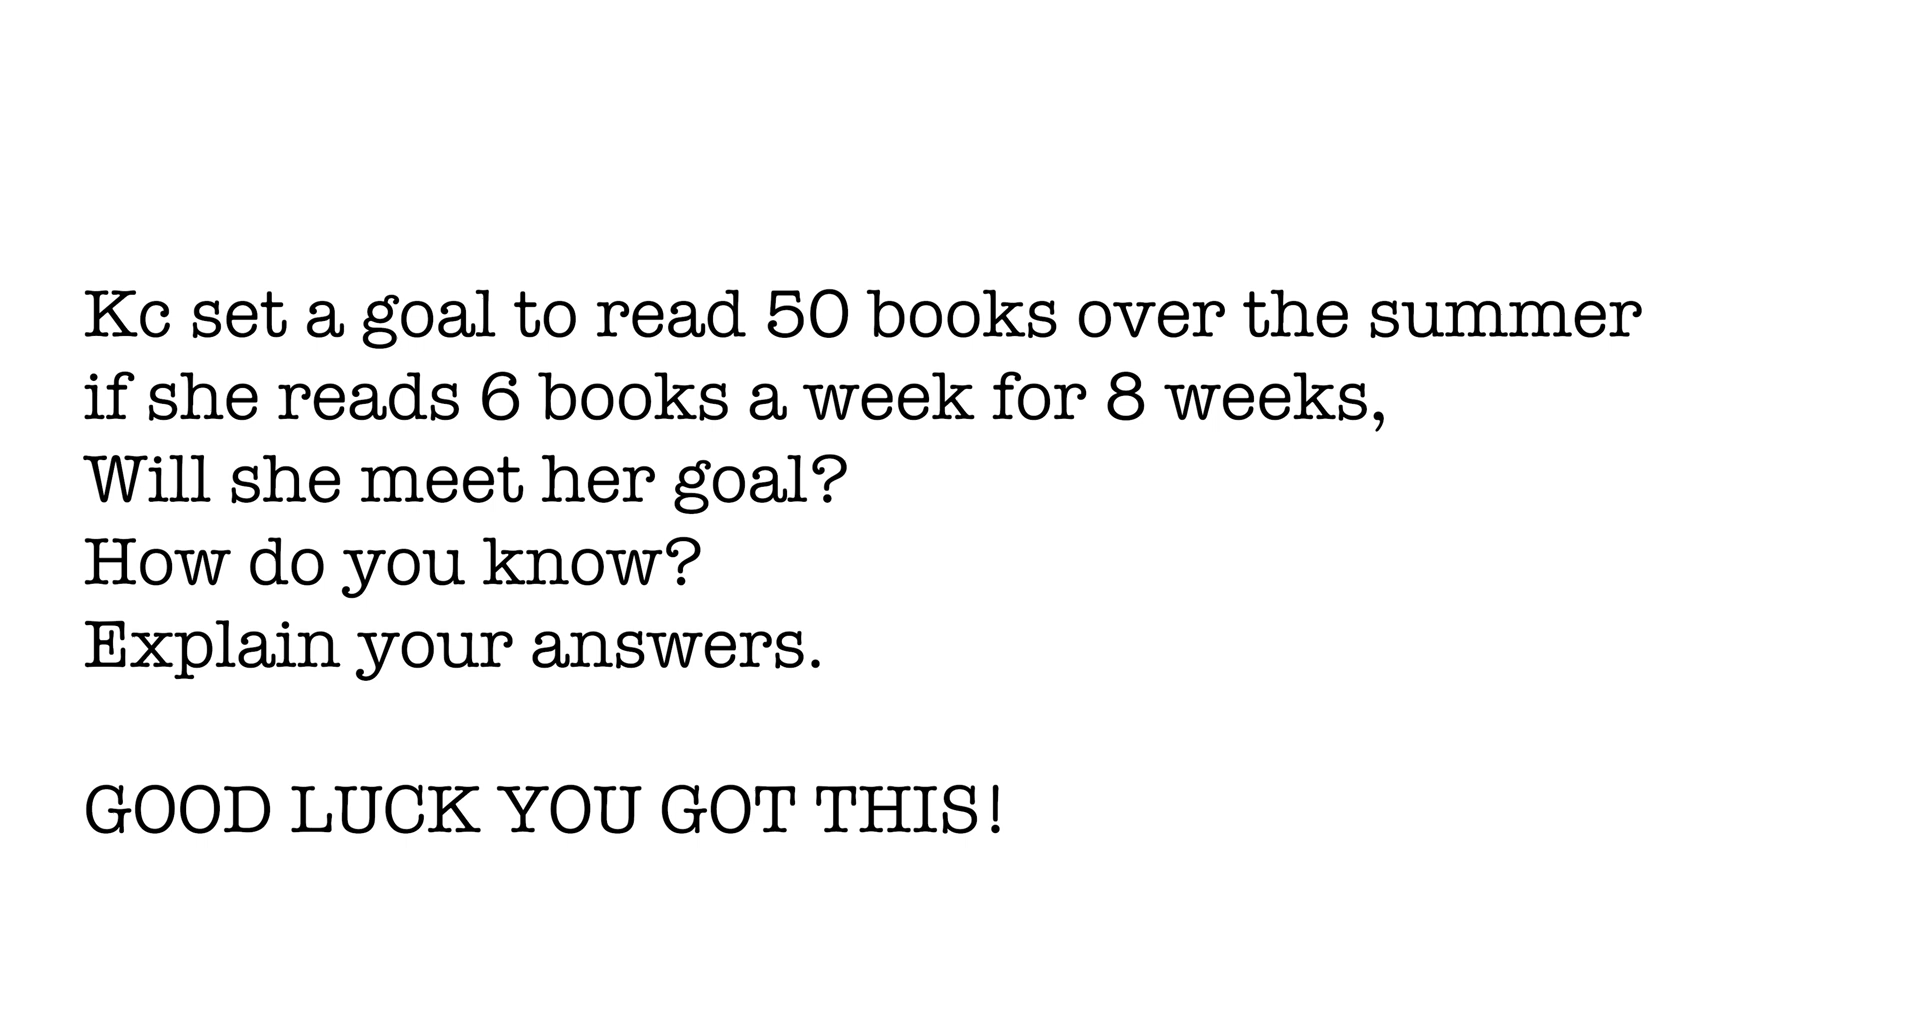 Kc set a goal to read 50 books over the summer
if she reads 6 books a week for 8 weeks,
Will she meet her goal?
How do you know?
Explain your answers.
GOOD LUCK YOU GOT THIS!